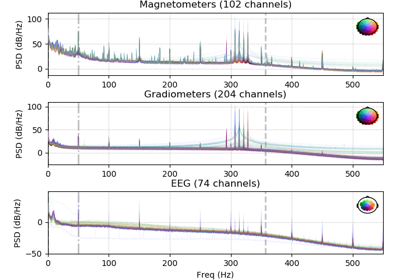 Magnetometers (102 channels)
PSD (dB/Hz)
100
50
0
0 100 200 300 400 500
Gradiometers (204 channels)
PSD (dB/Hz)
100
50
0
0 100 200 300 400 500
EEG (74 channels)
PSD (dB/Hz)
0
−50
0 100 200 300 400 500
Freq (Hz)